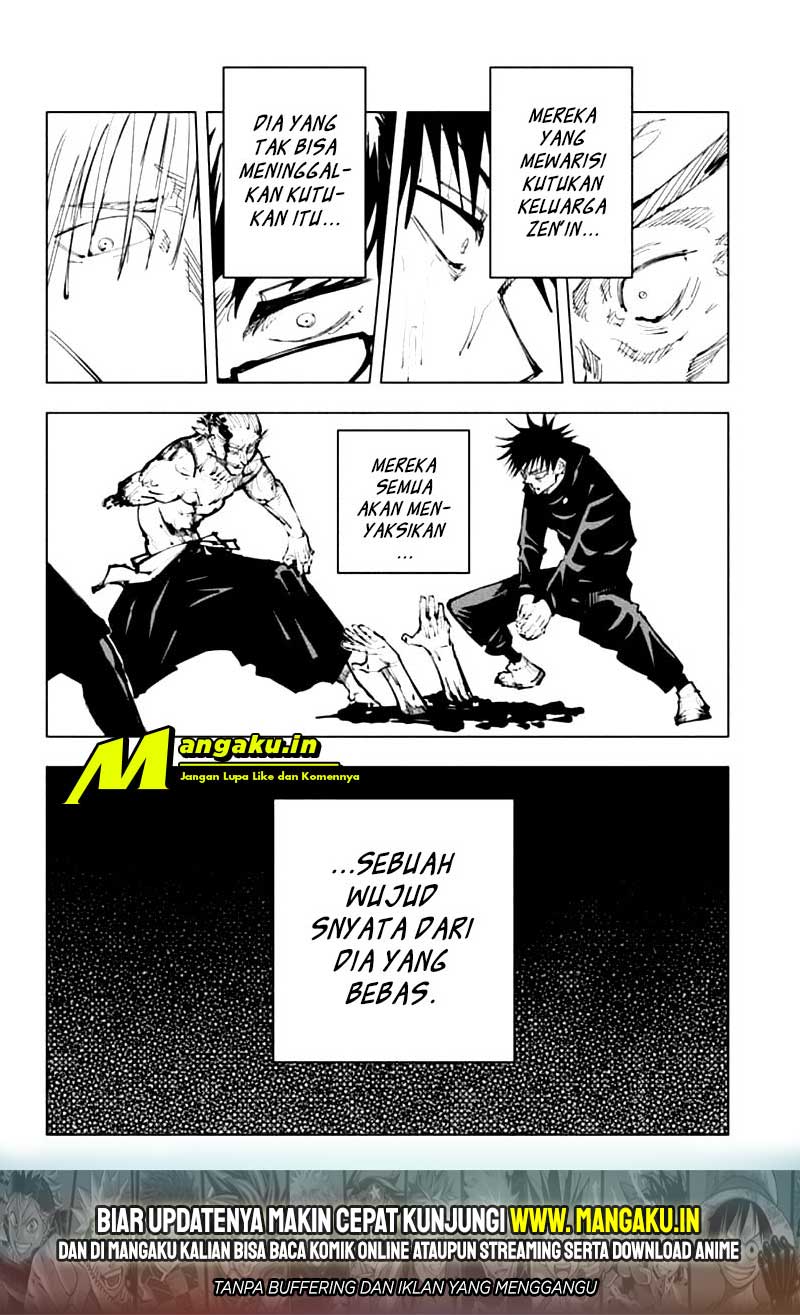 MEREKA
YANG
MEWARISI
KUTUKAN
KELUARGA
ZEN'IN...
DIA YANG
TAK BISA
MENINGGAL-
KAN KUTU-
KAN ITU...
MEREKA
SEMUA
AKAN MEN-
YAKSIKAN
...
Mangaku.in
Jangan Lupa Like dan Komennya
...SEBUAH
WUJUD
SNYATA DARI
DIA YANG
BEBAS.
BIAR UPDATENYA MAKIN CEPAT KUNJUNGI WWW. MANGAKU.IN
DAN DI MANGAKU KALIAN BISA BACA KOMIK ONLINE ATAUPUN STREAMING SERTA DOWNLOAD ANIME
TANPA BUFFERING DAN IKLAN YANG MENGGANGU